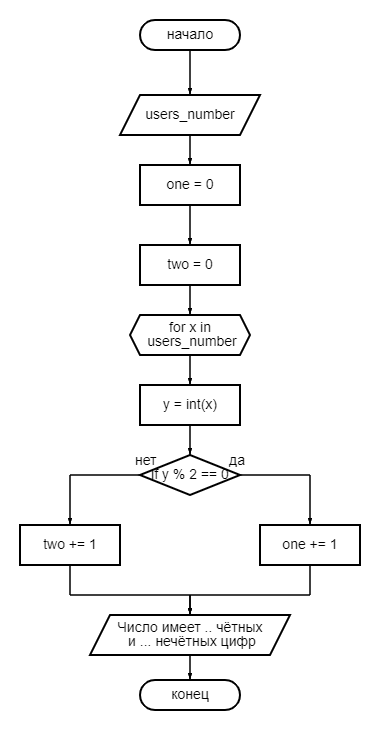 начало
users_number
one = 0
two = 0
for x in
users_number
y = int(x)
нет
да
if y % 2 == 0
two += 1
one += 1
Число имеет .. чётных
и ... нечётных цифр
конец